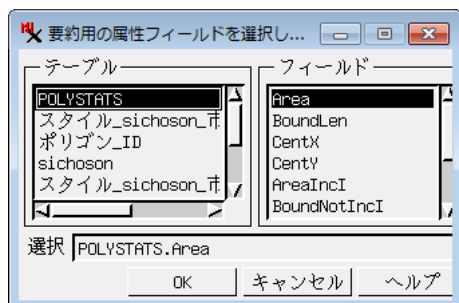 要約用の属性フィールドを選択し...
テーブル
POLYSTATS
スタイル_sichoson_市
ポリゴン_ID
sichoson
スタイル_sichoson_市
フィールド
Area
BoundLen
CentX
CentY
AreaIncI
BoundNotIncI
選択 POLYSTATS.Area
OK キャンセル ヘルプ